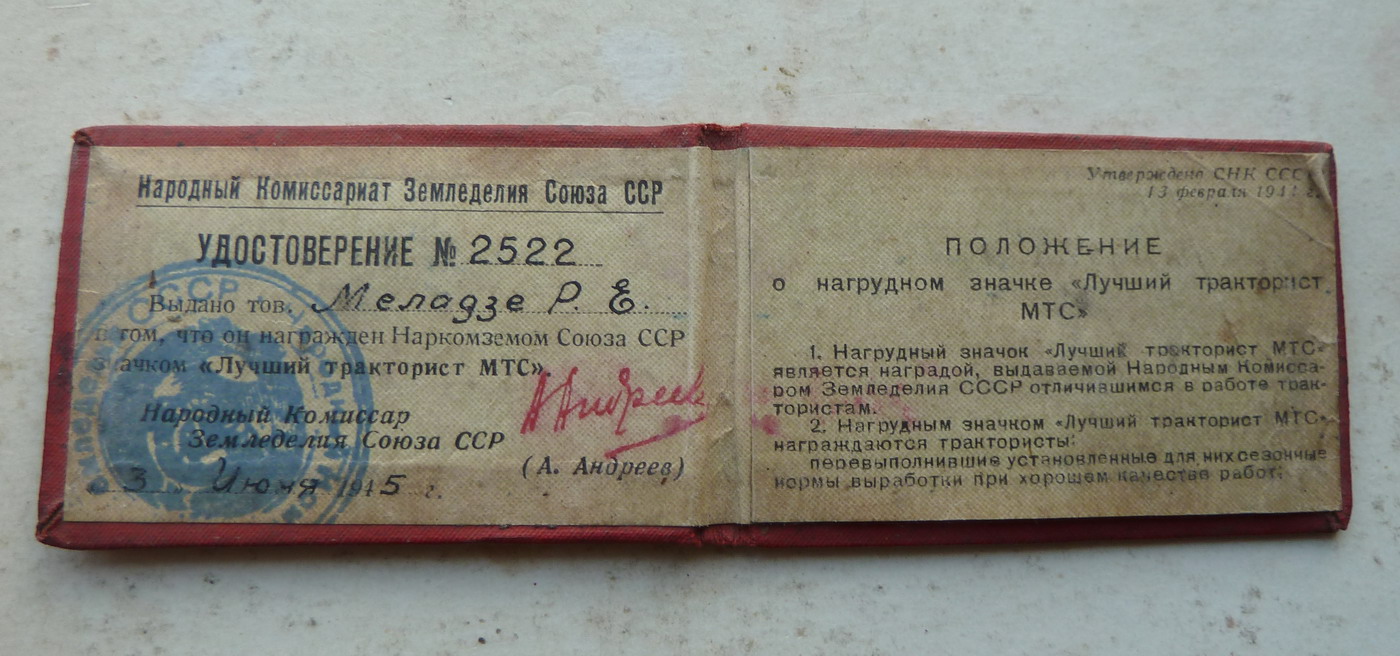 Народный Комиссариат Земледелия Союза ССР
УДОСТОВЕРЕНИЕ № 2522
Выдано тов. Меладзе Р. Е.
в том, что он награжден Наркомземом Союза ССР
значком «Лучший тракторист МТС».
Народный Комиссар
Земледелия Союза ССР
(А. Андреев)
„3„ Июня 1945 г.
СССР
Утверждено СНК СССР
13 февраля 1941 г.
ПОЛОЖЕНИЕ
о нагрудном значке «Лучший тракторист
МТС»
1. Нагрудный значок «Лучший тракторист МТС»
является наградой, выдаваемой Народным Комисса-
ром Земледелия СССР отличившимся в работе трак-
тористам.
2. Нагрудным значком «Лучший тракторист МТС»
награждаются трактористы:
перевыполнившие установленные для них сезонные
нормы выработки при хорошем качестве работ;